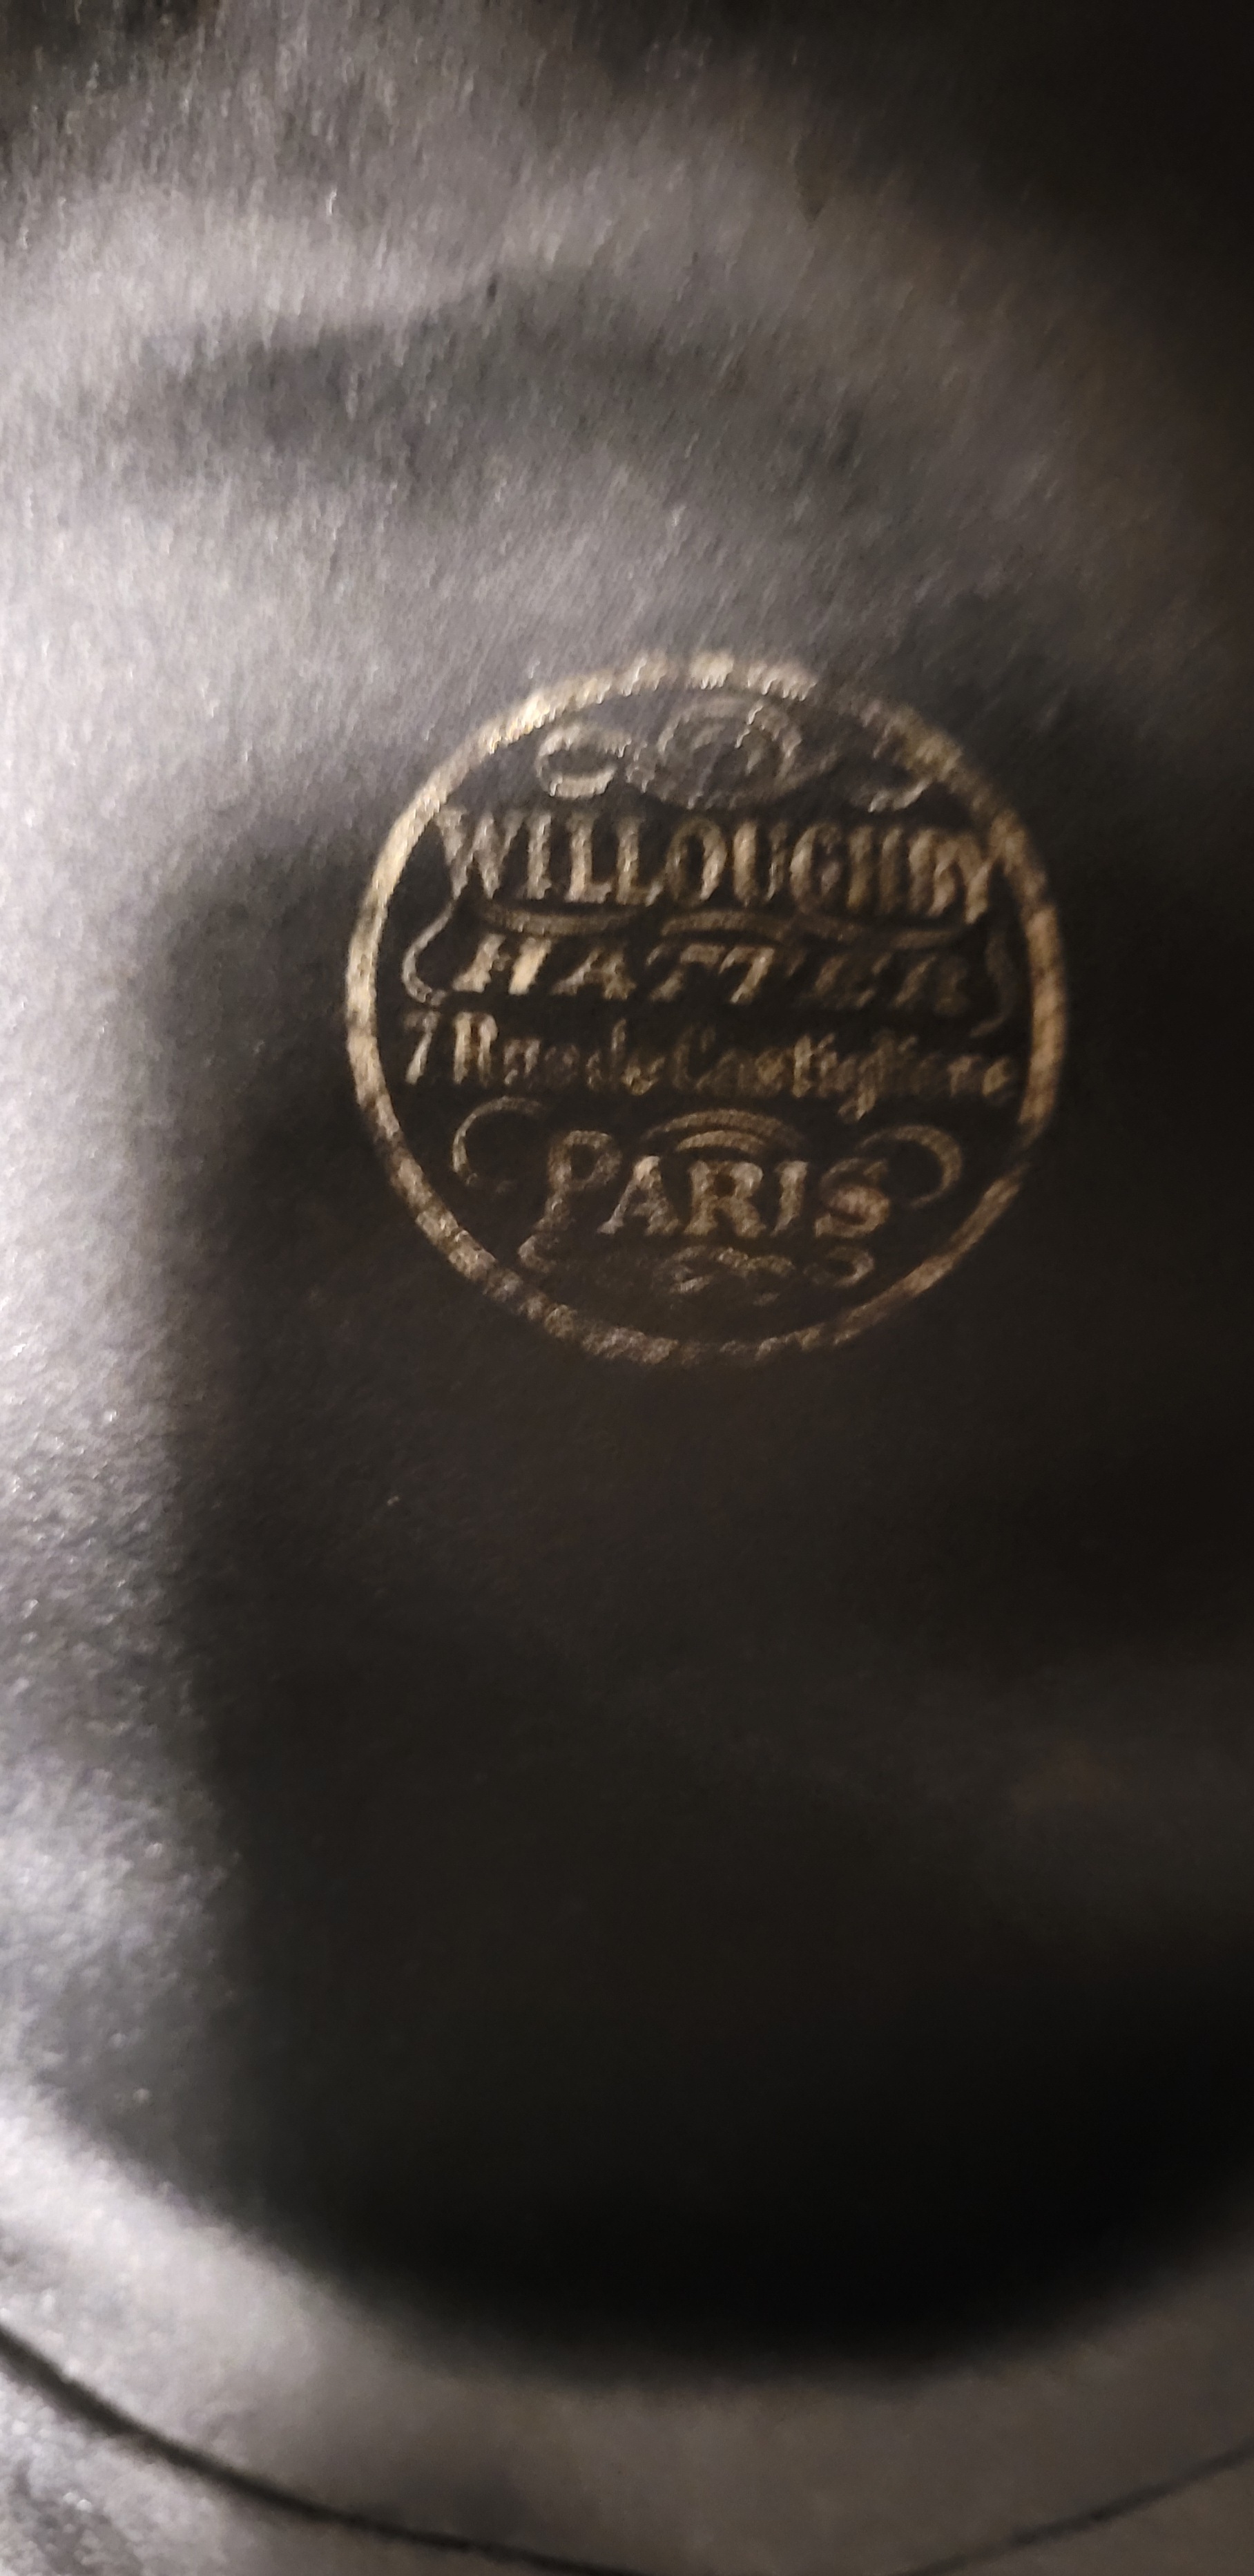 WILLOUGHBY
HATTER
7 Rue de Castiglione
PARIS